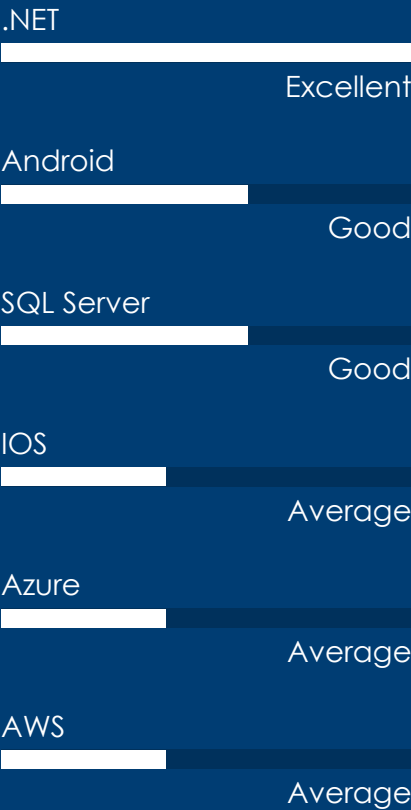 .NET
Excellent
Android
Good
SQL Server
Good
IOS
Average
Azure
Average
AWS
Average